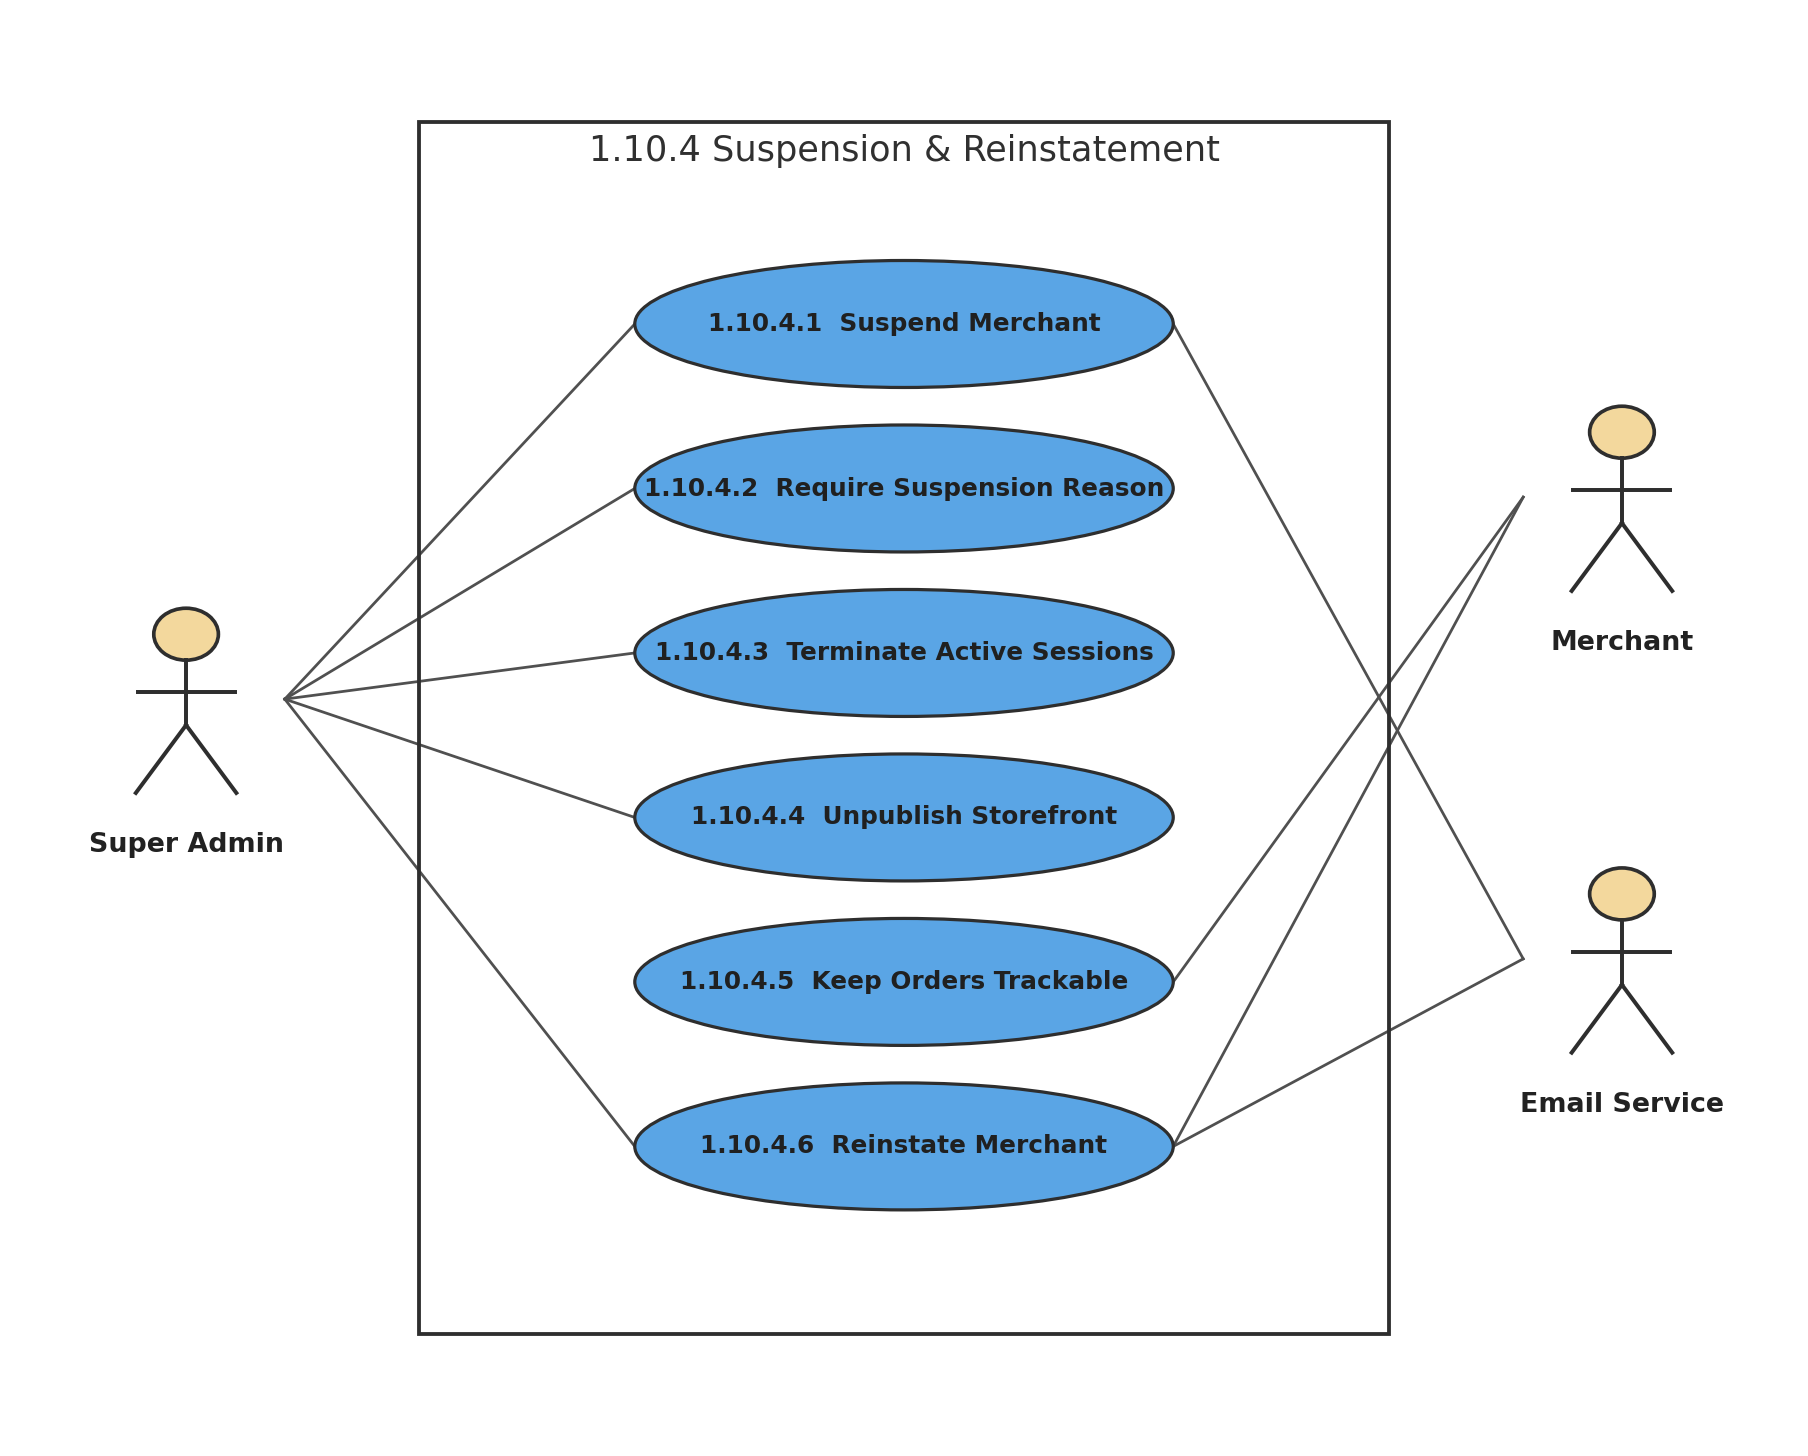 1.10.4 Suspension & Reinstatement
1.10.4.1  Suspend Merchant
1.10.4.2  Require Suspension Reason
1.10.4.3  Terminate Active Sessions
1.10.4.4  Unpublish Storefront
1.10.4.5  Keep Orders Trackable
1.10.4.6  Reinstate Merchant
Super Admin
Merchant
Email Service